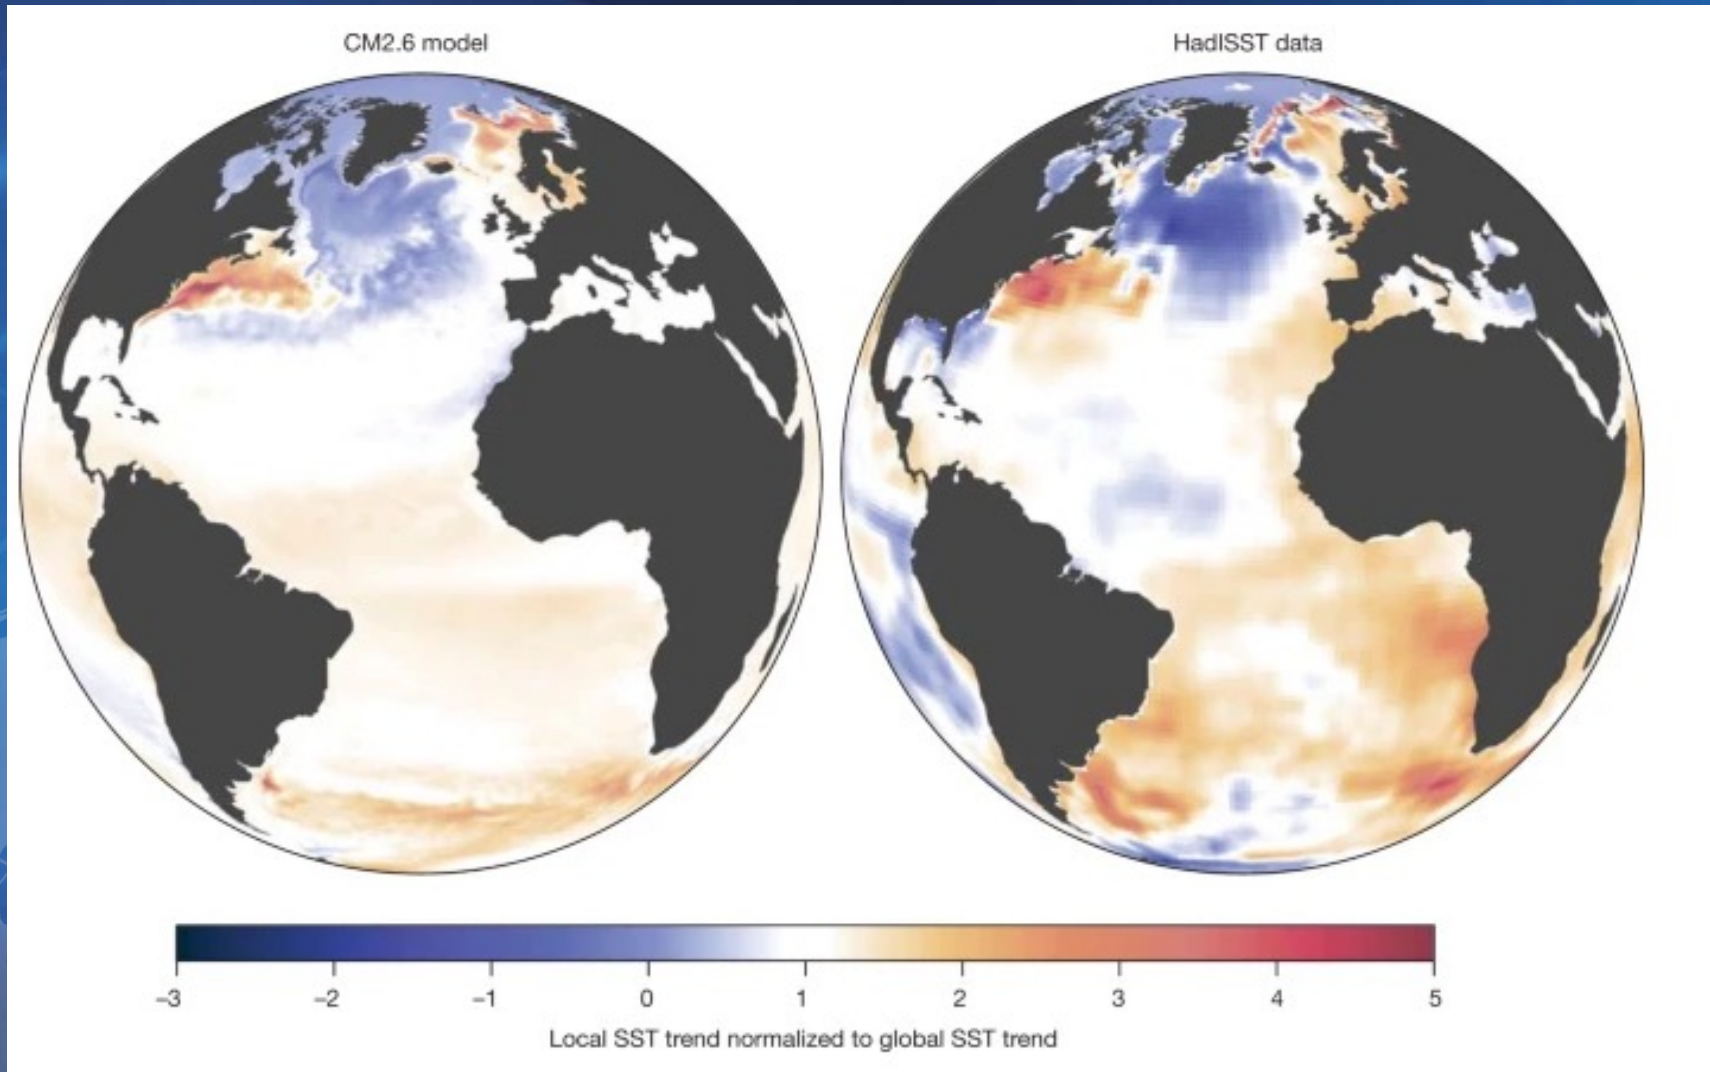 CM2.6 model
HadISST data
–3 –2 –1 0 1 2 3 4 5
Local SST trend normalized to global SST trend